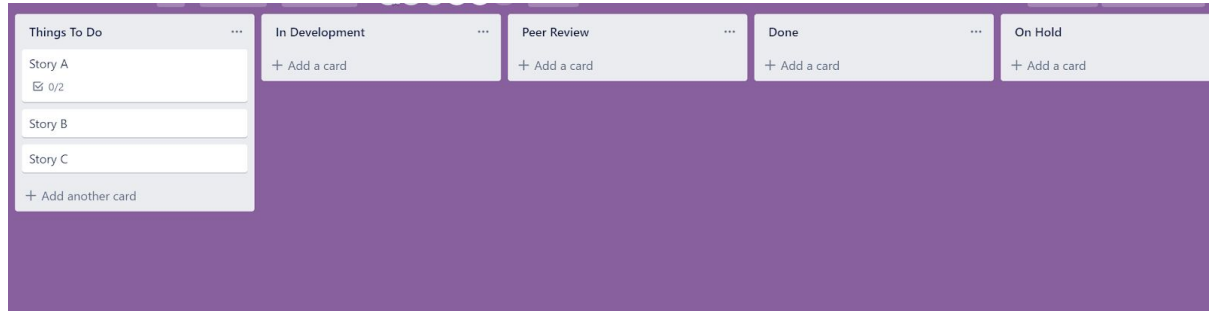 Things To Do
Story A
0/2
Story B
Story C
+ Add another card
In Development
+ Add a card
Peer Review
+ Add a card
Done
+ Add a card
On Hold
+ Add a card